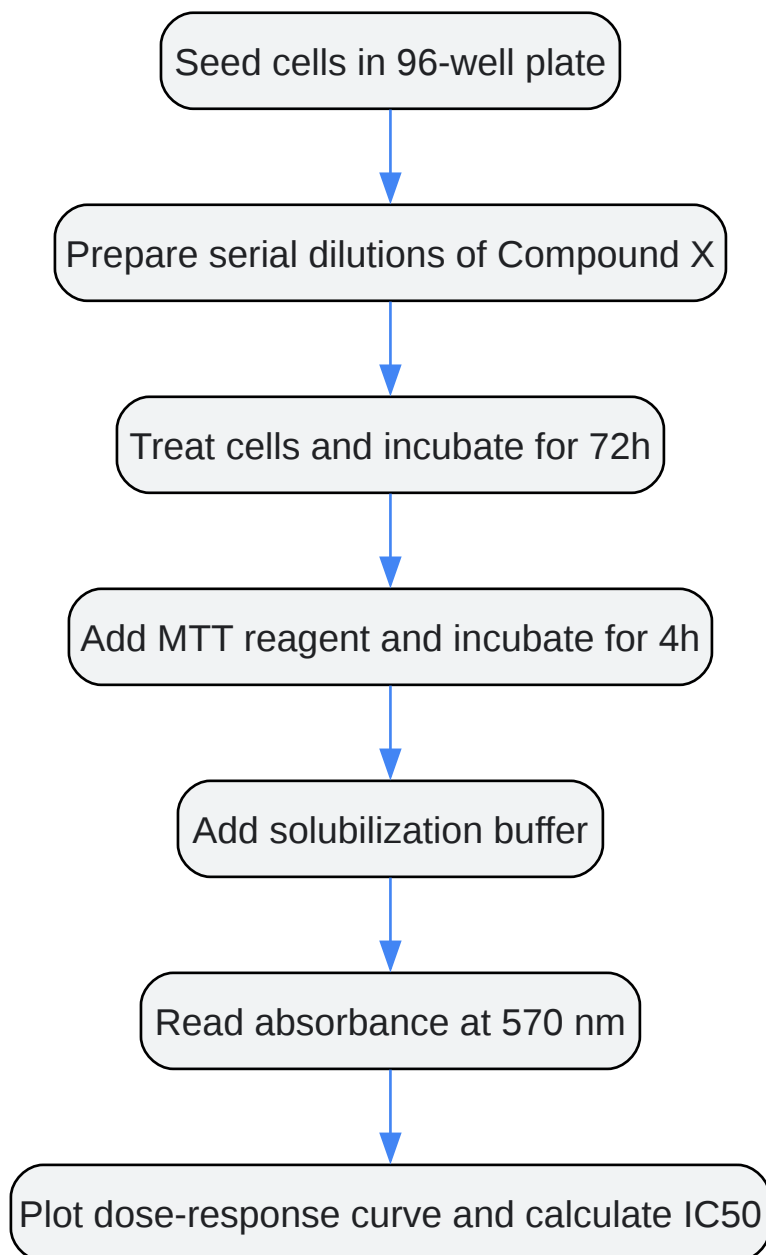 Seed cells in 96-well plate
Prepare serial dilutions of Compound X
Treat cells and incubate for 72h
Add MTT reagent and incubate for 4h
Add solubilization buffer
Read absorbance at 570 nm
Plot dose-response curve and calculate IC50